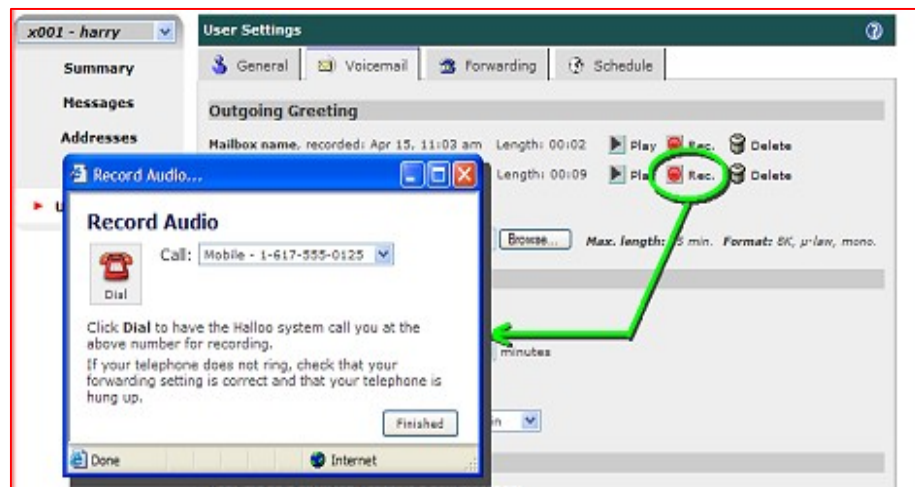 x001 - harry
User Settings
Summary
General
Voicemail
Forwarding
Schedule
Messages
Outgoing Greeting
Addresses
Mailbox name, recorded: Apr 15, 11:03 am Length: 00:02 Play Rec. Delete
Length: 00:09 Play Rec. Delete
Browse... Max. length: 5 min. Format: 8K, µ-law, mono.
minutes
Record Audio...
Record Audio
Call: Mobile - 1-617-555-0125
Dial
Click Dial to have the Halloo system call you at the
above number for recording.
If your telephone does not ring, check that your
forwarding setting is correct and that your telephone is
hung up.
Finished
Done
Internet